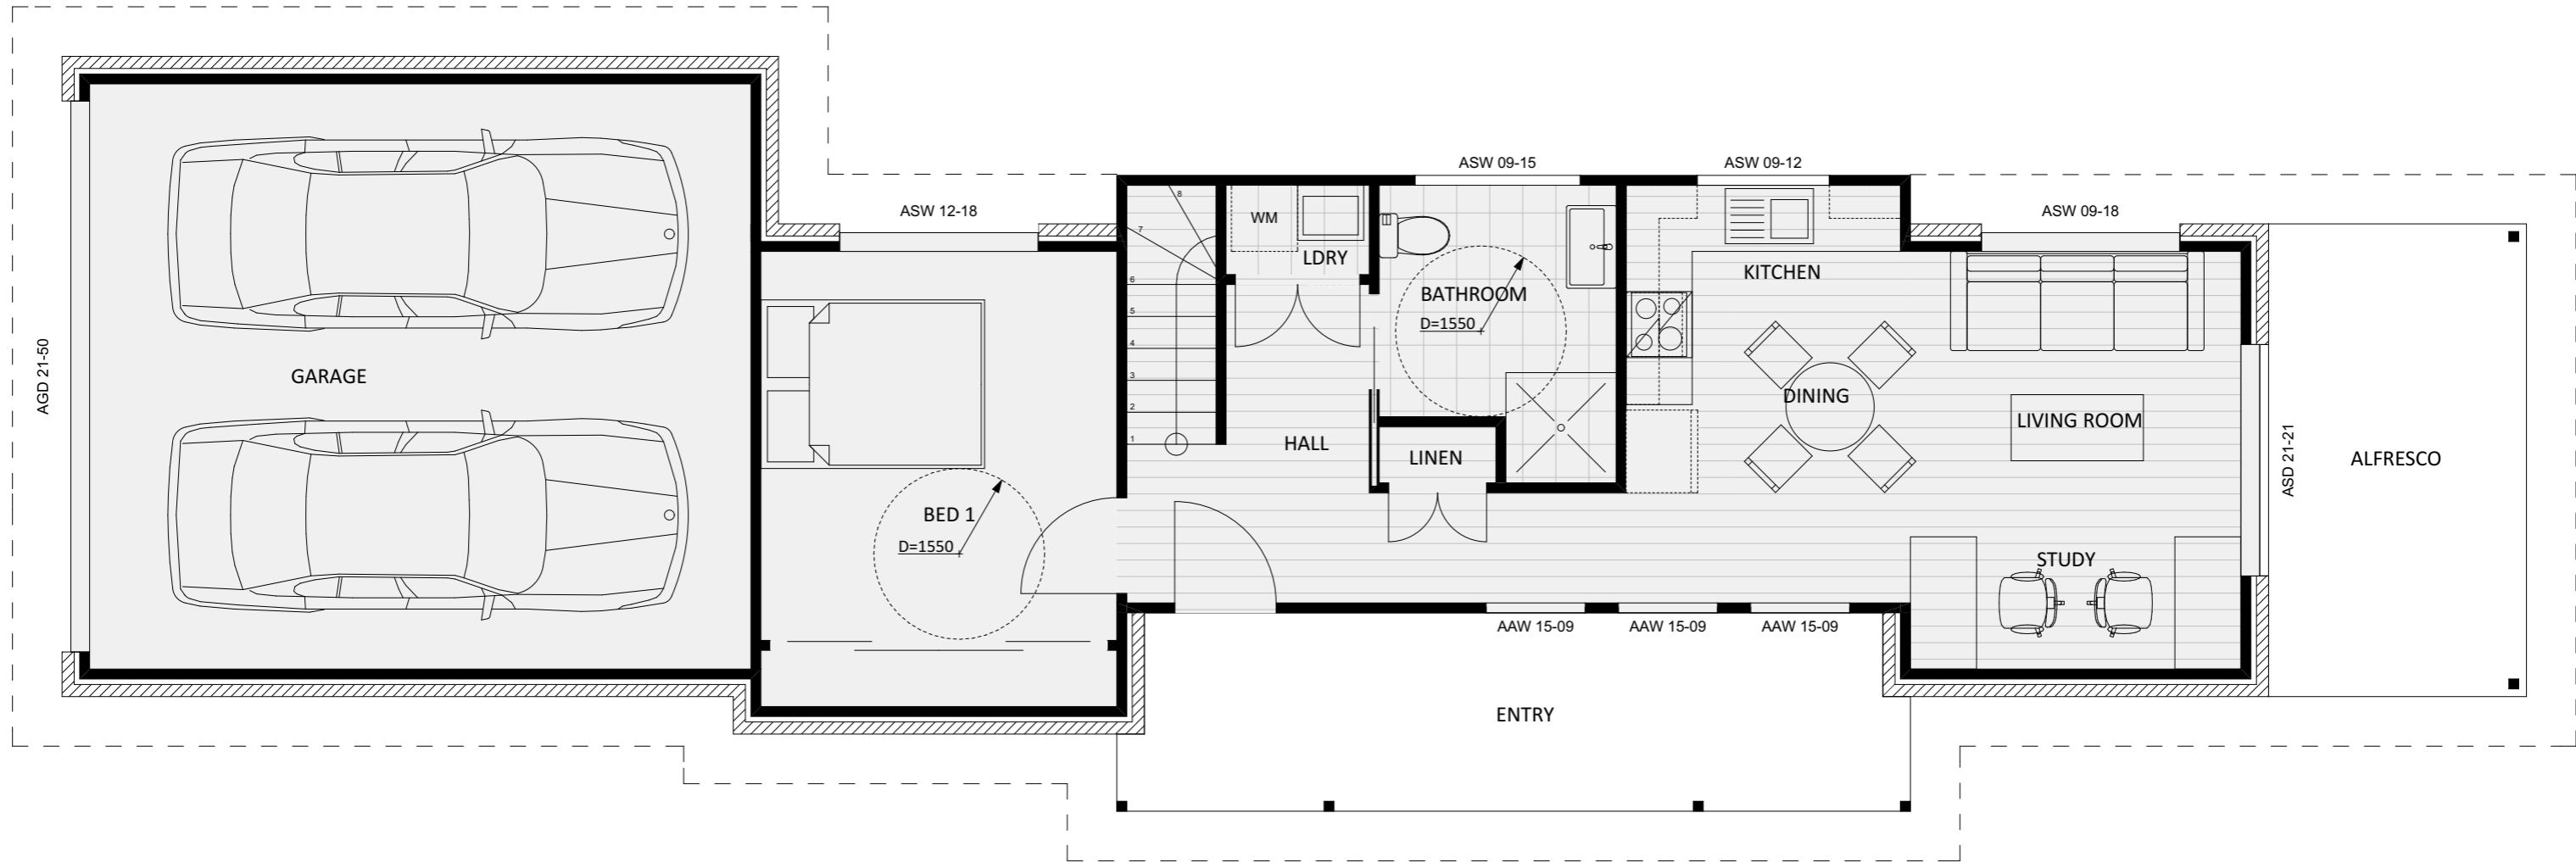 ASW 09-15
ASW 09-12
ASW 12-18
ASW 09-18
WM
LDRY
KITCHEN
BATHROOM
D=1550
8
7
6
5
4
3
2
1
AGD 21-50
GARAGE
DINING
LIVING ROOM
HALL
LINEN
ASD 21-21
ALFRESCO
BED 1
D=1550
STUDY
AAW 15-09
AAW 15-09
AAW 15-09
ENTRY